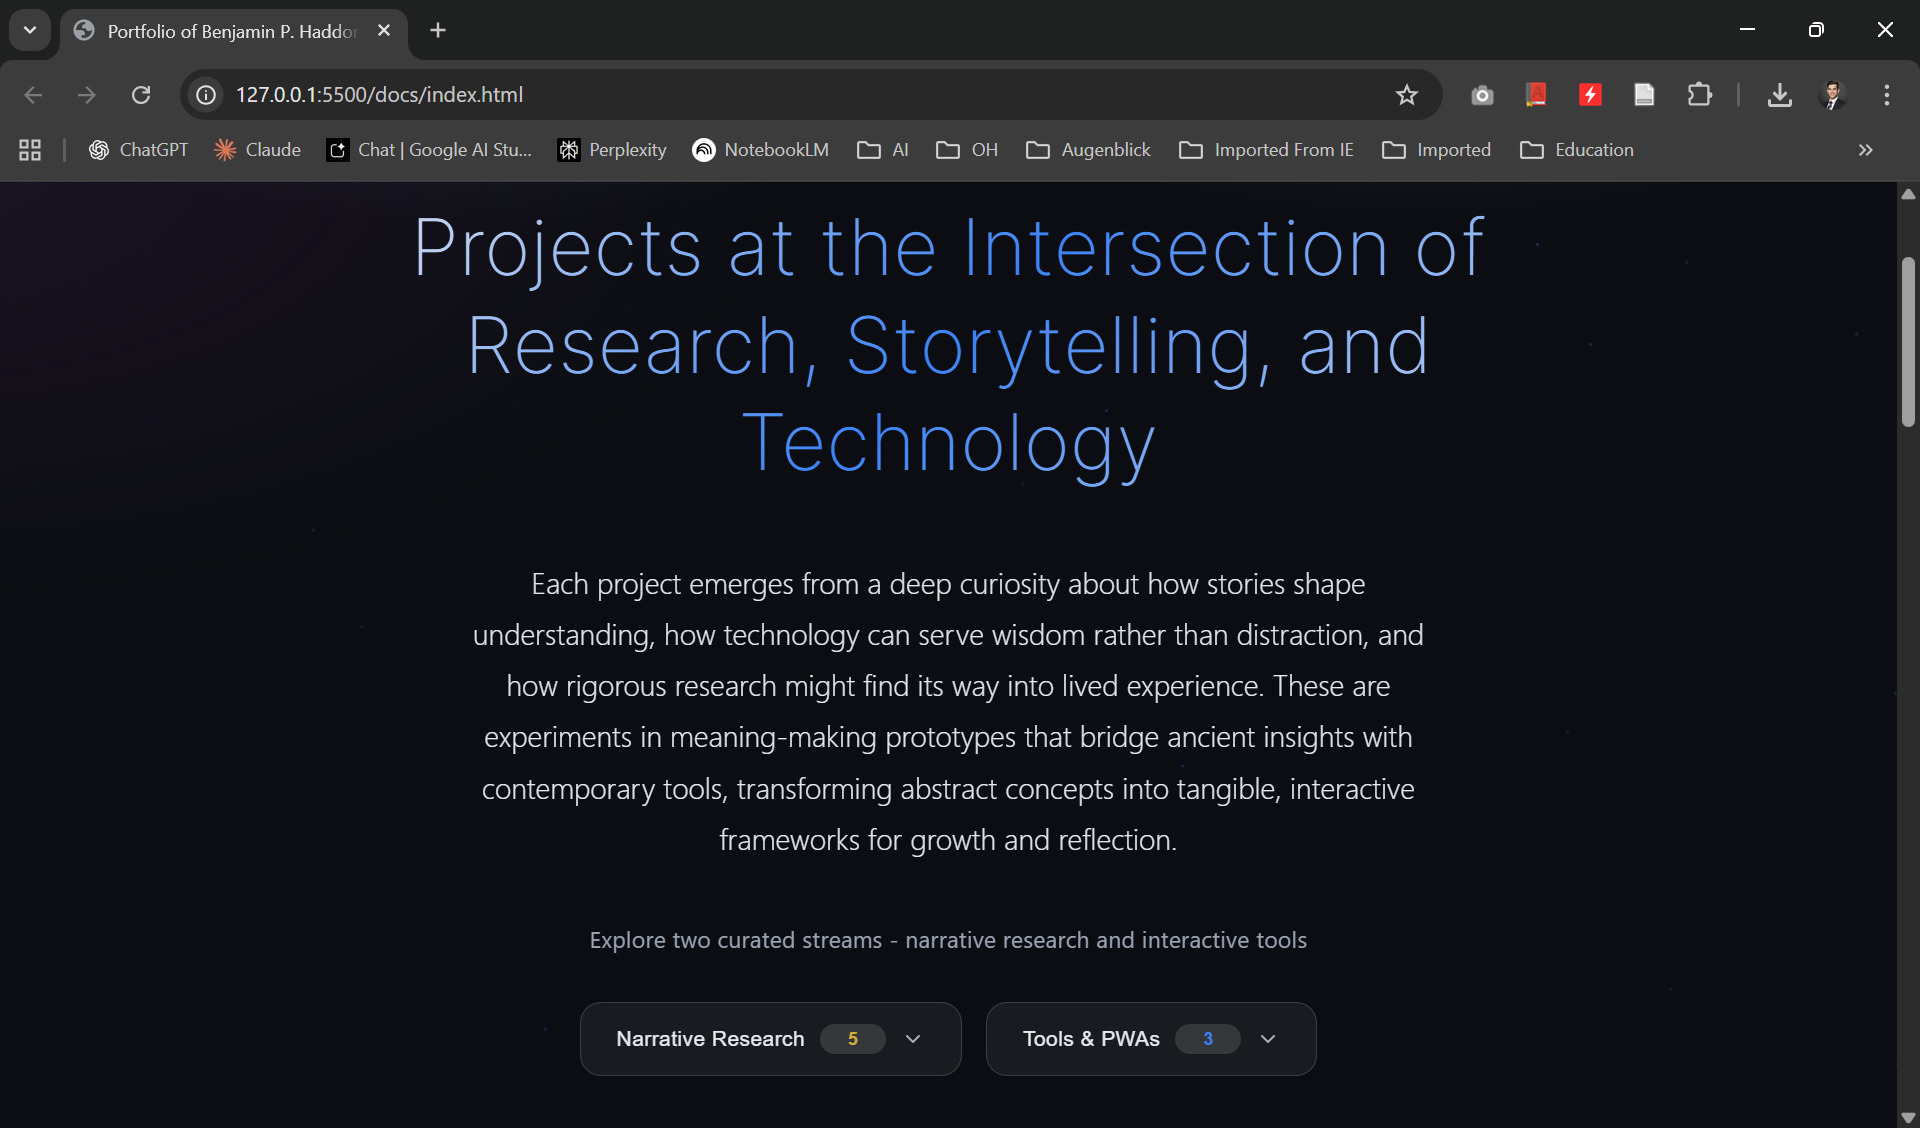 Portfolio of Benjamin P. Haddo
127.0.0.1:5500/docs/index.html
ChatGPT
Claude
Chat | Google AI Stu...
Perplexity
NotebookLM
AI
OH
Augenblick
Imported From IE
Imported
Education
Projects at the Intersection of
Research, Storytelling, and
Technology
Each project emerges from a deep curiosity about how stories shape
understanding, how technology can serve wisdom rather than distraction, and
how rigorous research might find its way into lived experience. These are
experiments in meaning-making prototypes that bridge ancient insights with
contemporary tools, transforming abstract concepts into tangible, interactive
frameworks for growth and reflection.
Explore two curated streams - narrative research and interactive tools
Narrative Research 5
Tools & PWAs 3